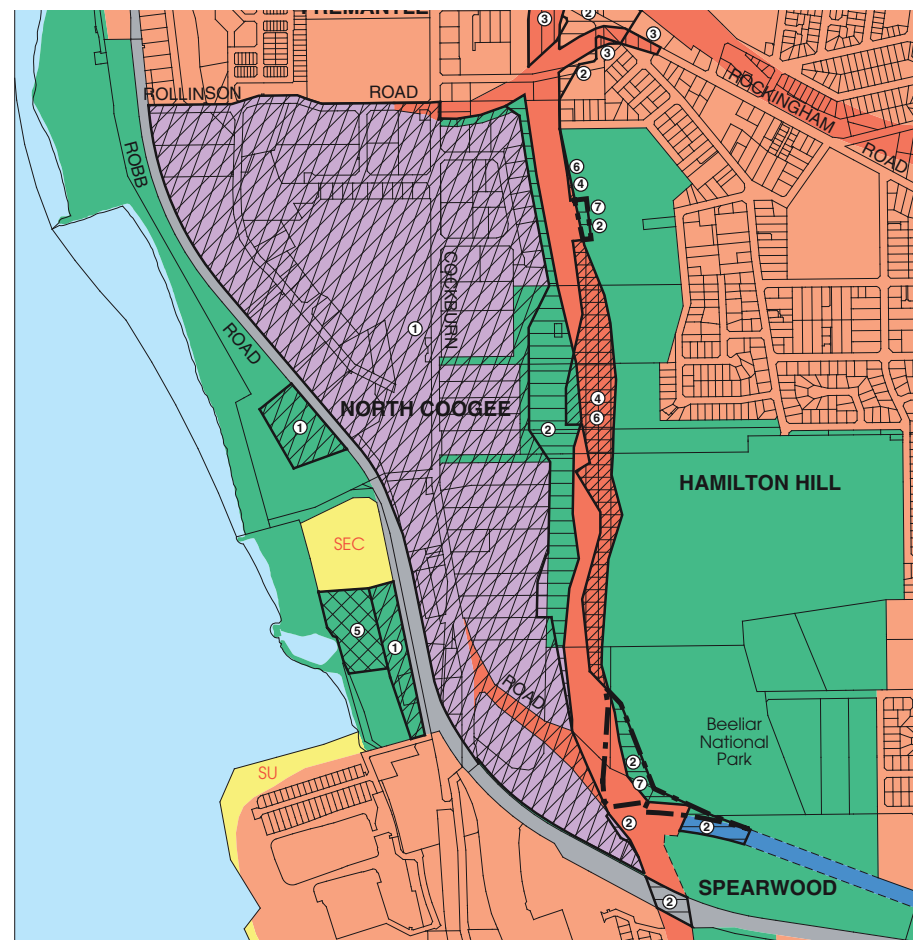 FREMANTLE
3
2
3
3
2
ROLLINSON ROAD
ROCKINGHAM
ROAD
ROBB
ROAD
6
4
7
2
COCKBURN
1
NORTH COOGEE
4
6
1
2
HAMILTON HILL
SEC
5
1
ROAD
Beeliar
National
Park
SU
2
7
2
2
SPEARWOOD
2